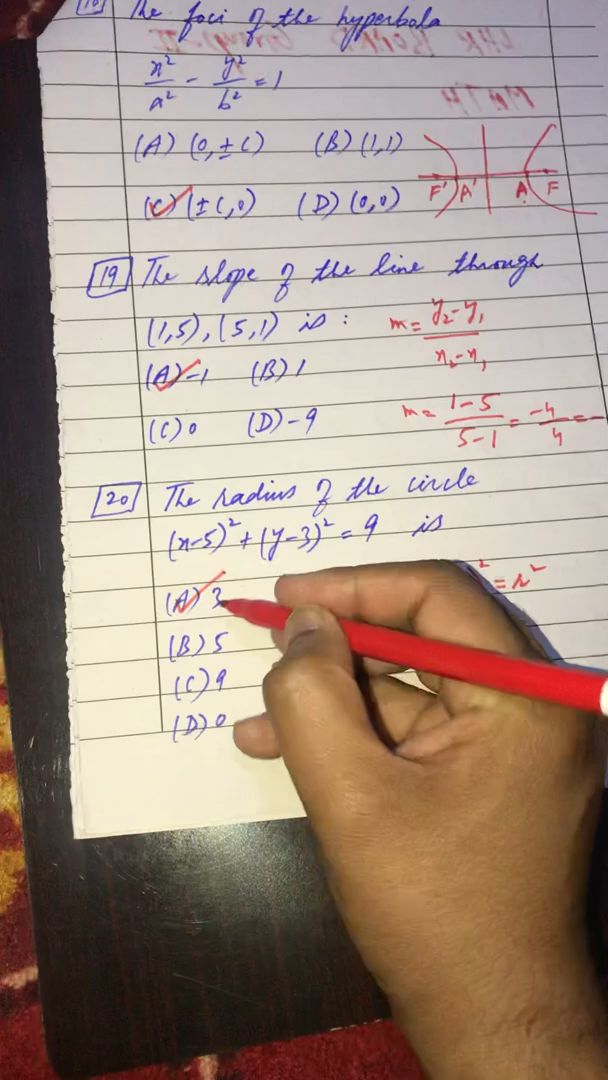 The foci of the hyperbola
x²/a² - y²/b² = 1
(A) (0, ±c) (B) (1,1)
(C) (±c, 0) (D) (0,0)
F' A' A F
19 The slope of the line through
(1,5), (5,1) is :
m = y₂-y₁/x₂-x₁
(A) -1 (B) 1
(C) 0 (D) -9
m = 1-5/5-1 = -4/4 = -
20 The radius of the circle
(x-5)² + (y-3)² = 9 is
² = r²
(A) 3
(B) 5
(C) 9
(D) 0